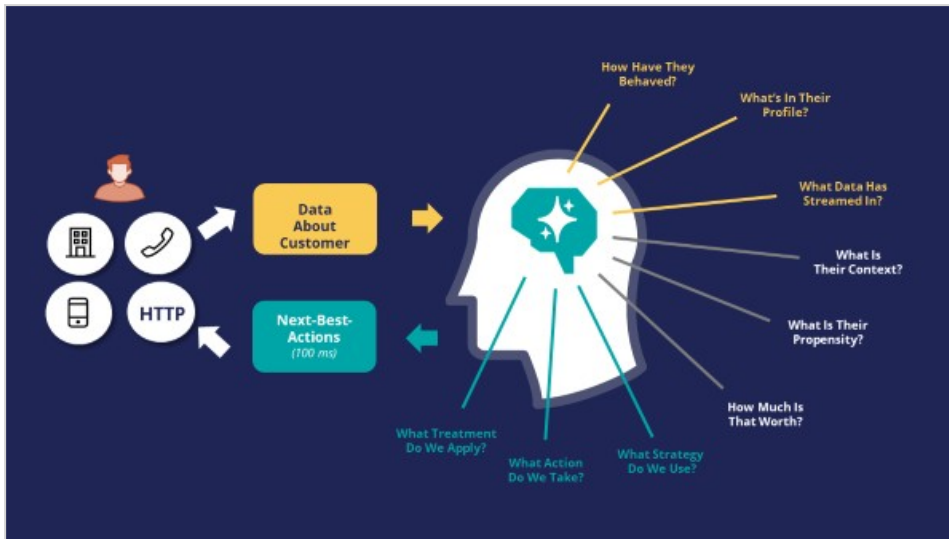 How Have They
Behaved?
What's In Their
Profile?
What Data Has
Streamed In?
Data
About
Customer
What Is
Their Context?
HTTP
Next-Best-
Actions
(100 ms)
What Is Their
Propensity?
How Much Is
That Worth?
What Treatment
Do We Apply?
What Action
Do We Take?
What Strategy
Do We Use?